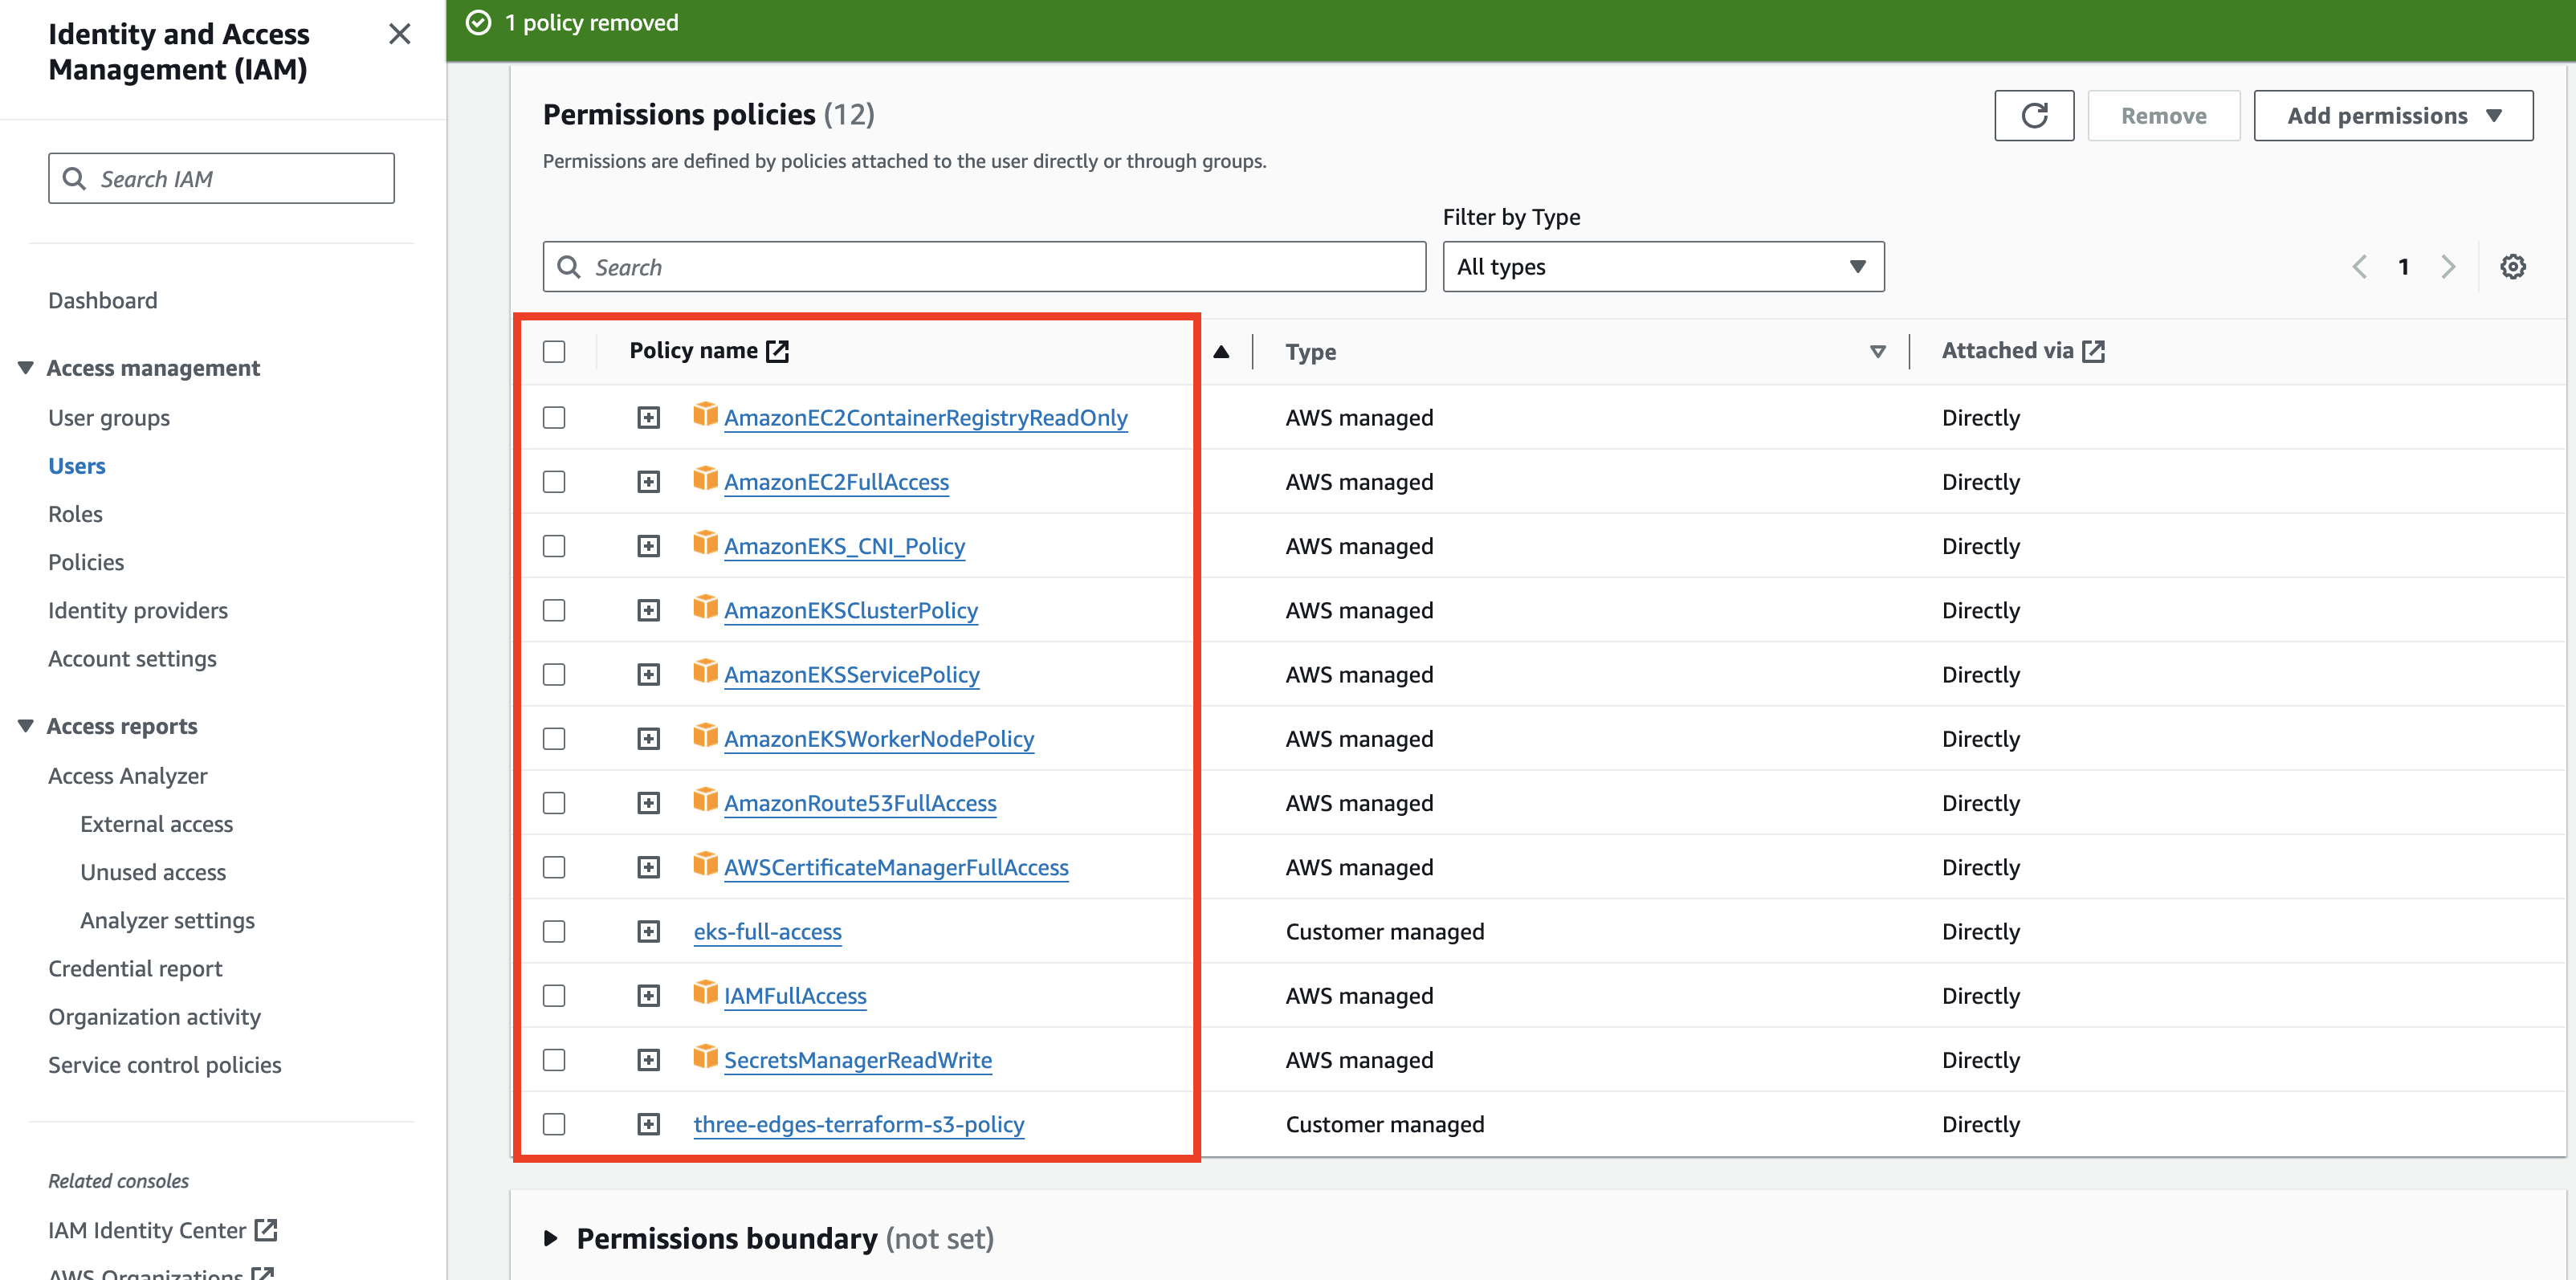 Identity and Access
Management (IAM)
Search IAM
Dashboard
Access management
User groups
Users
Roles
Policies
Identity providers
Account settings
Access reports
Access Analyzer
External access
Unused access
Analyzer settings
Credential report
Organization activity
Service control policies
Related consoles
IAM Identity Center
AWS Organizations
1 policy removed
Permissions policies (12)
Permissions are defined by policies attached to the user directly or through groups.
Remove
Add permissions
Filter by Type
Search
All types
1
Policy name Type Attached via
AmazonEC2ContainerRegistryReadOnly AWS managed Directly
AmazonEC2FullAccess AWS managed Directly
AmazonEKS_CNI_Policy AWS managed Directly
AmazonEKSClusterPolicy AWS managed Directly
AmazonEKSServicePolicy AWS managed Directly
AmazonEKSWorkerNodePolicy AWS managed Directly
AmazonRoute53FullAccess AWS managed Directly
AWSCertificateManagerFullAccess AWS managed Directly
eks-full-access Customer managed Directly
IAMFullAccess AWS managed Directly
SecretsManagerReadWrite AWS managed Directly
three-edges-terraform-s3-policy Customer managed Directly
Permissions boundary (not set)